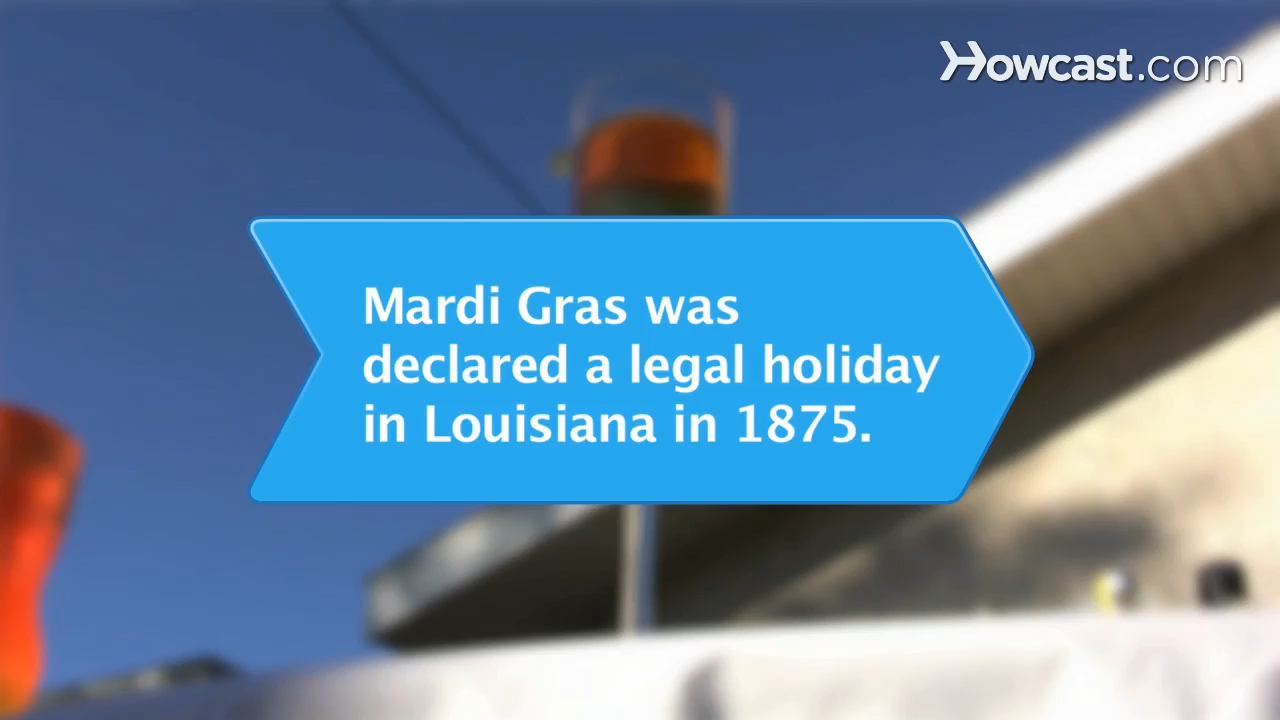 Howcast.com
Mardi Gras was
declared a legal holiday
in Louisiana in 1875.